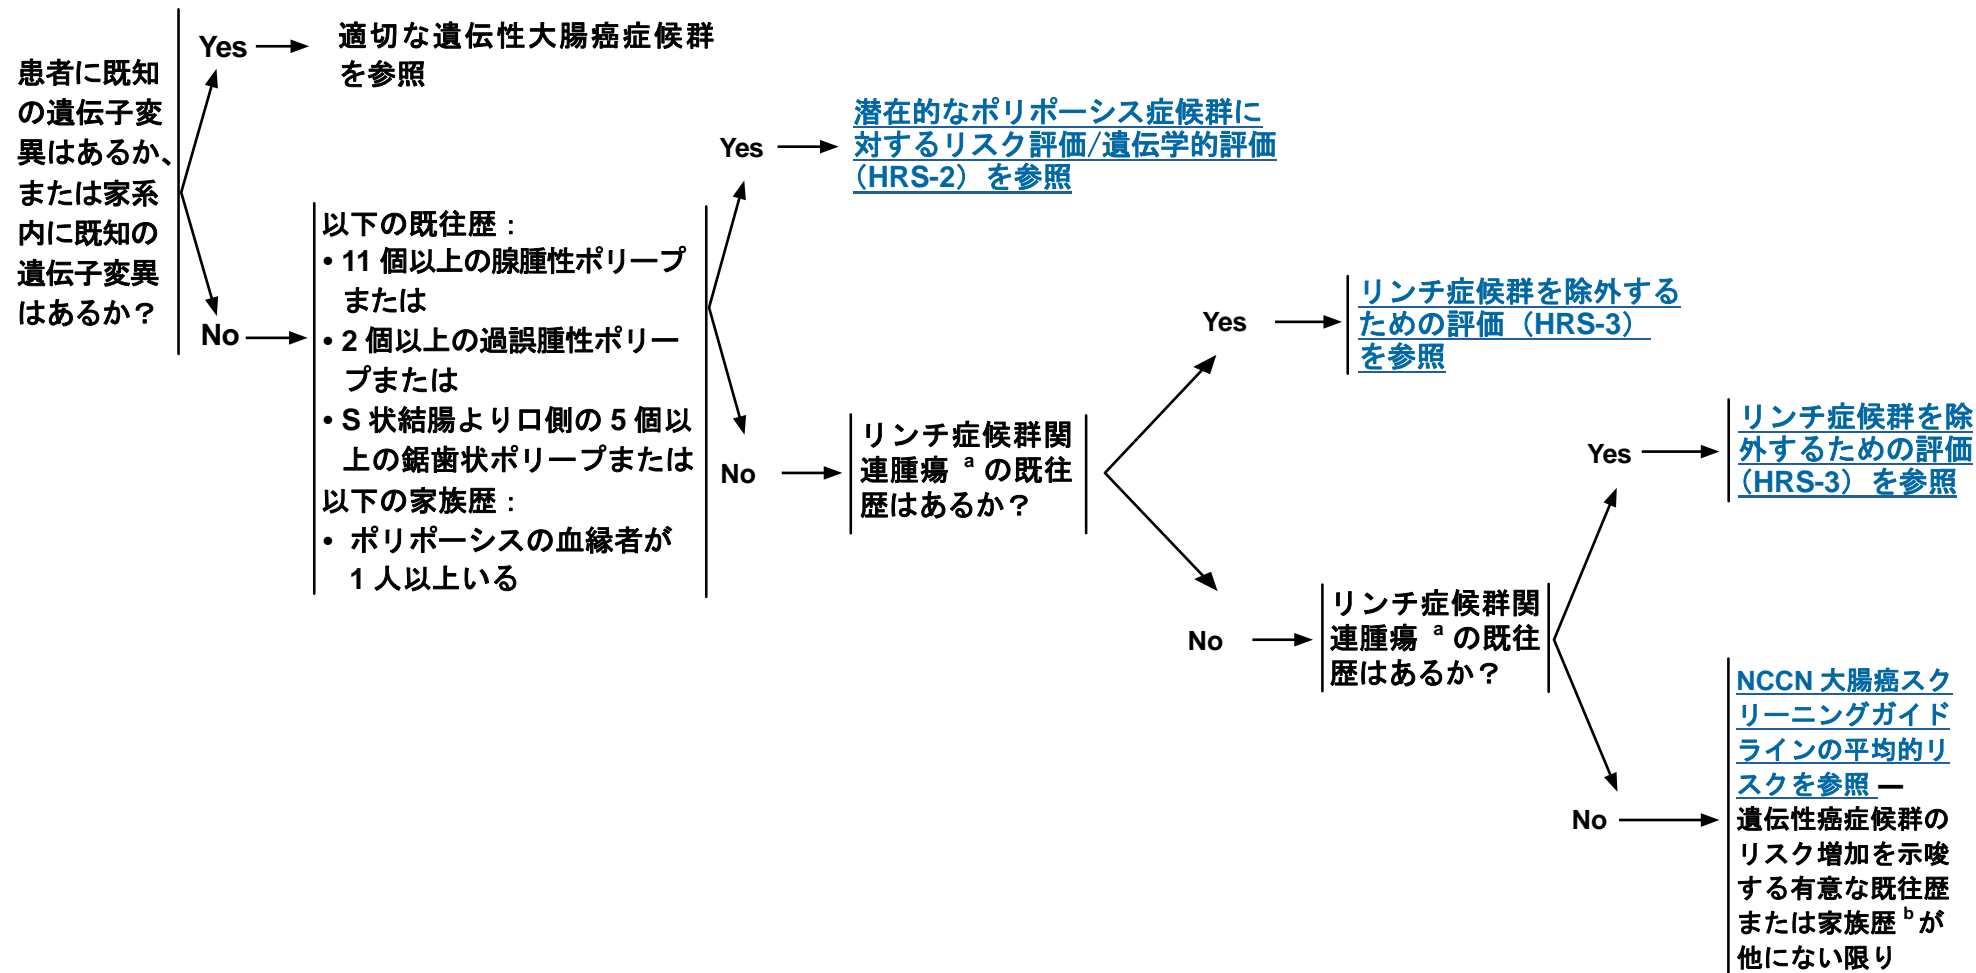 患者に既知
の遺伝子変
異はあるか、
または家系
内に既知の
遺伝子変異
はあるか？
Yes
適切な遺伝性大腸癌症候群
を参照
No
以下の既往歴：
• 11 個以上の腺腫性ポリープ
または
• 2 個以上の過誤腫性ポリー
プまたは
• S 状結腸より口側の 5 個以
上の鋸歯状ポリープまたは
以下の家族歴：
• ポリポーシスの血縁者が
1 人以上いる
Yes
潜在的なポリポーシス症候群に
対するリスク評価/遺伝学的評価
（HRS-2）を参照
No
リンチ症候群関
連腫瘍 a の既往
歴はあるか？
Yes
リンチ症候群を除外する
ための評価（HRS-3）
を参照
No
リンチ症候群関
連腫瘍 a の既往
歴はあるか？
Yes
リンチ症候群を除
外するための評価
（HRS-3）を参照
No
NCCN 大腸癌スク
リーニングガイド
ラインの平均的リ
スクを参照 ―
遺伝性癌症候群の
リスク増加を示唆
する有意な既往歴
または家族歴 b が
他にない限り